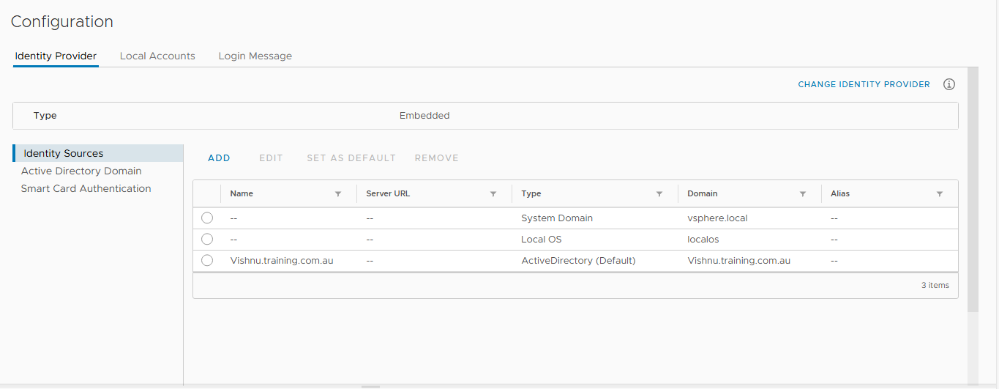 Configuration
Identity Provider Local Accounts Login Message
CHANGE IDENTITY PROVIDER
Type Embedded
Identity Sources
Active Directory Domain
Smart Card Authentication
ADD EDIT SET AS DEFAULT REMOVE
Name Server URL Type Domain Alias
-- -- System Domain vsphere.local --
-- -- Local OS localos --
Vishnu.training.com.au -- ActiveDirectory (Default) Vishnu.training.com.au --
3 items